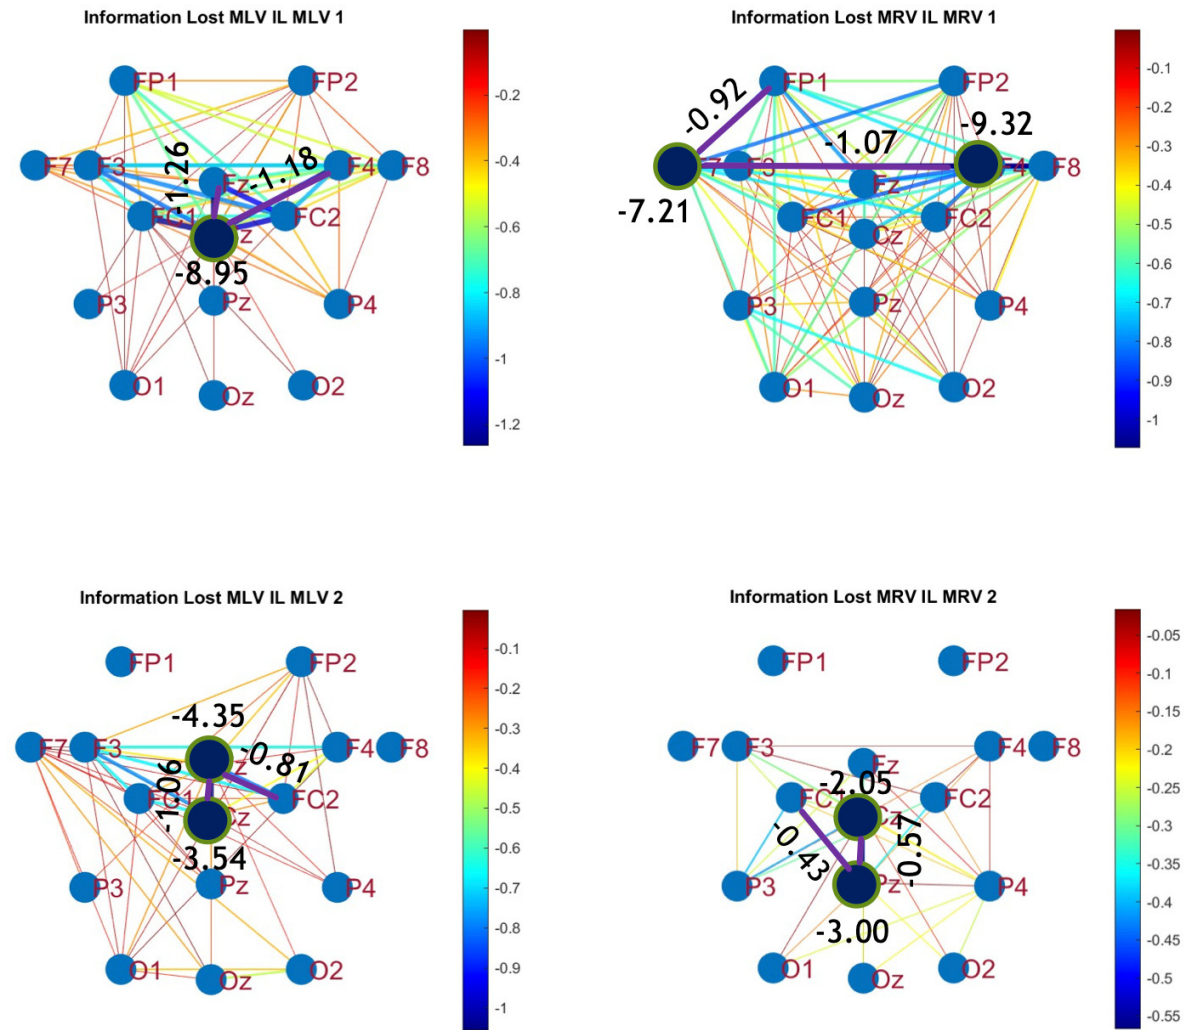 Information Lost MLV IL MLV 1
FP1
FP2
F7
F3
F4
F8
Fz
FC1
FC2
z
P3
Pz
P4
O1
Oz
O2
-1.26
-1.18
-8.95
-0.2
-0.4
-0.6
-0.8
-1
-1.2
Information Lost MRV IL MRV 1
FP1
FP2
7
F3
4
F8
Fz
FC1
FC2
Cz
P3
Pz
P4
O1
Oz
O2
-0.92
-1.07
-9.32
-7.21
-0.1
-0.2
-0.3
-0.4
-0.5
-0.6
-0.7
-0.8
-0.9
-1
Information Lost MLV IL MLV 2
FP1
FP2
F7
F3
F4
F8
z
FC1
FC2
Cz
P3
Pz
P4
O1
Oz
O2
-4.35
-0.81
-1.06
-3.54
-0.1
-0.2
-0.3
-0.4
-0.5
-0.6
-0.7
-0.8
-0.9
-1
Information Lost MRV IL MRV 2
FP1
FP2
F7
F3
F4
F8
Fz
FC1
FC2
Cz
P3
Pz
P4
O1
Oz
O2
-2.05
-0.57
-0.43
-3.00
-0.05
-0.1
-0.15
-0.2
-0.25
-0.3
-0.35
-0.4
-0.45
-0.5
-0.55